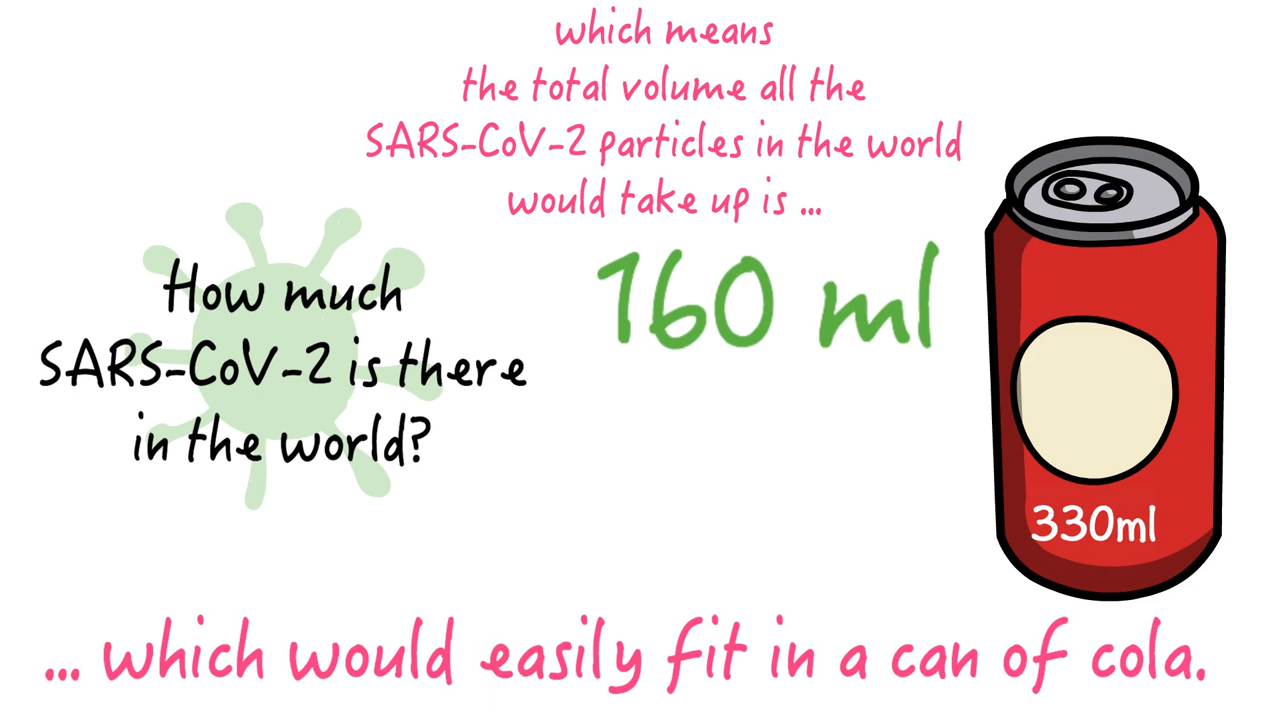 which means
the total volume all the
SARS-CoV-2 particles in the world
would take up is ...
How much
SARS-CoV-2 is there
in the world?
160 ml
330ml
... which would easily fit in a can of cola.